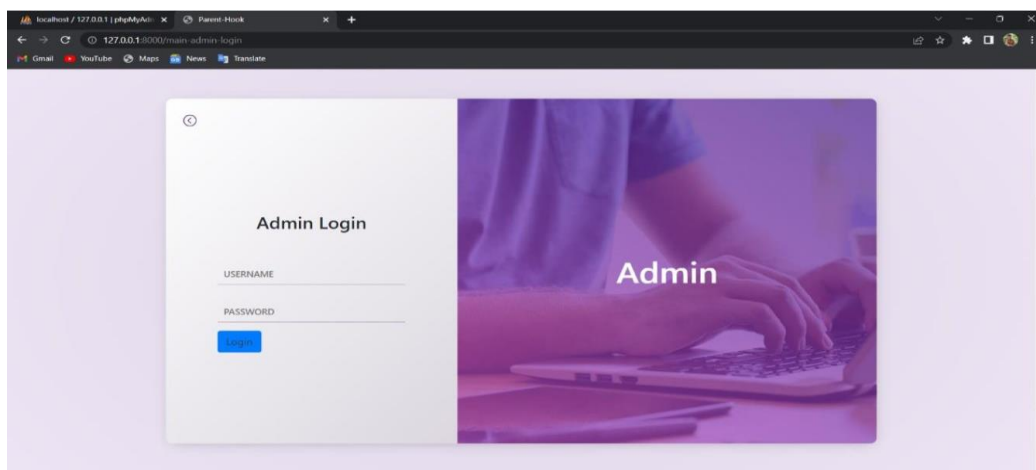 localhost / 127.0.0.1 | phpMyAdm
Parent-Hook
127.0.0.1:8000/main-admin-login
Gmail YouTube Maps News Translate
Admin Login
USERNAME
PASSWORD
Login
Admin